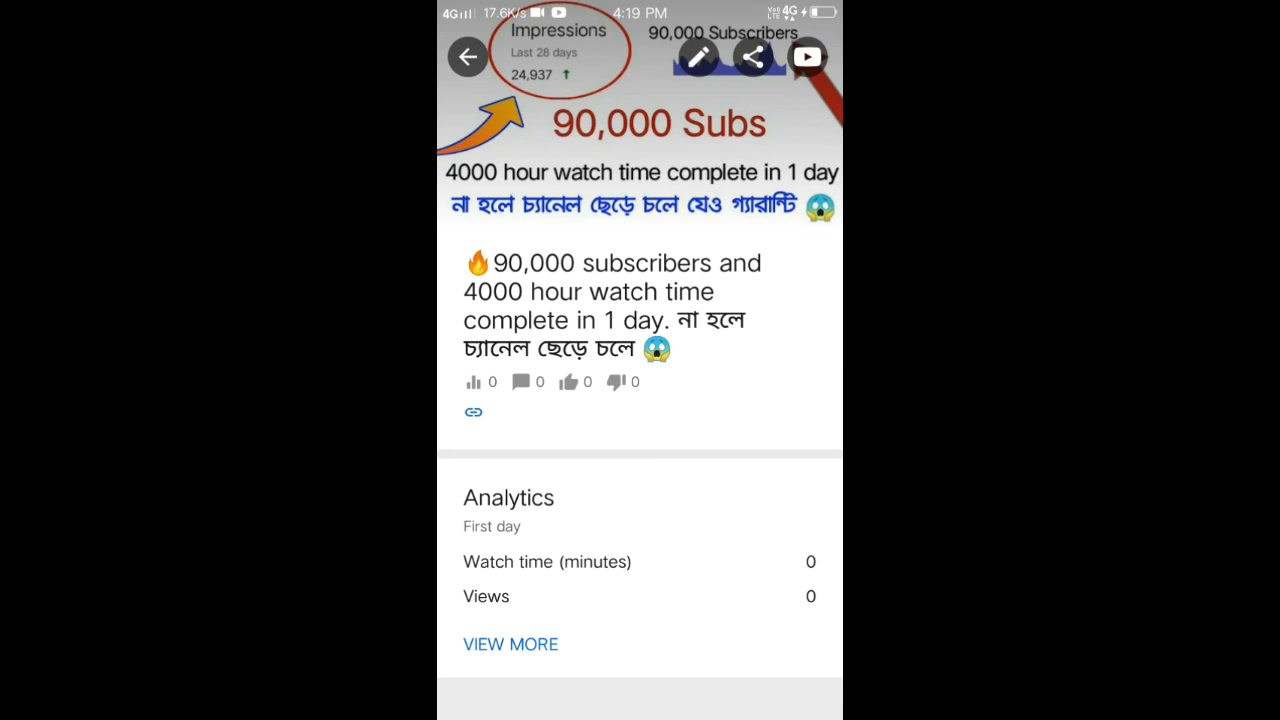 4G 17.6K/s 4:19 PM VoLTE 4G
Impressions
Last 28 days
24,937
90,000 Subscribers
90,000 Subs
4000 hour watch time complete in 1 day
না হলে চ্যানেল ছেড়ে চলে যেও গ্যারান্টি 😱
🔥90,000 subscribers and
4000 hour watch time
complete in 1 day. না হলে
চ্যানেল ছেড়ে চলে 😱
0 0 0 0
Analytics
First day
Watch time (minutes) 0
Views 0
VIEW MORE